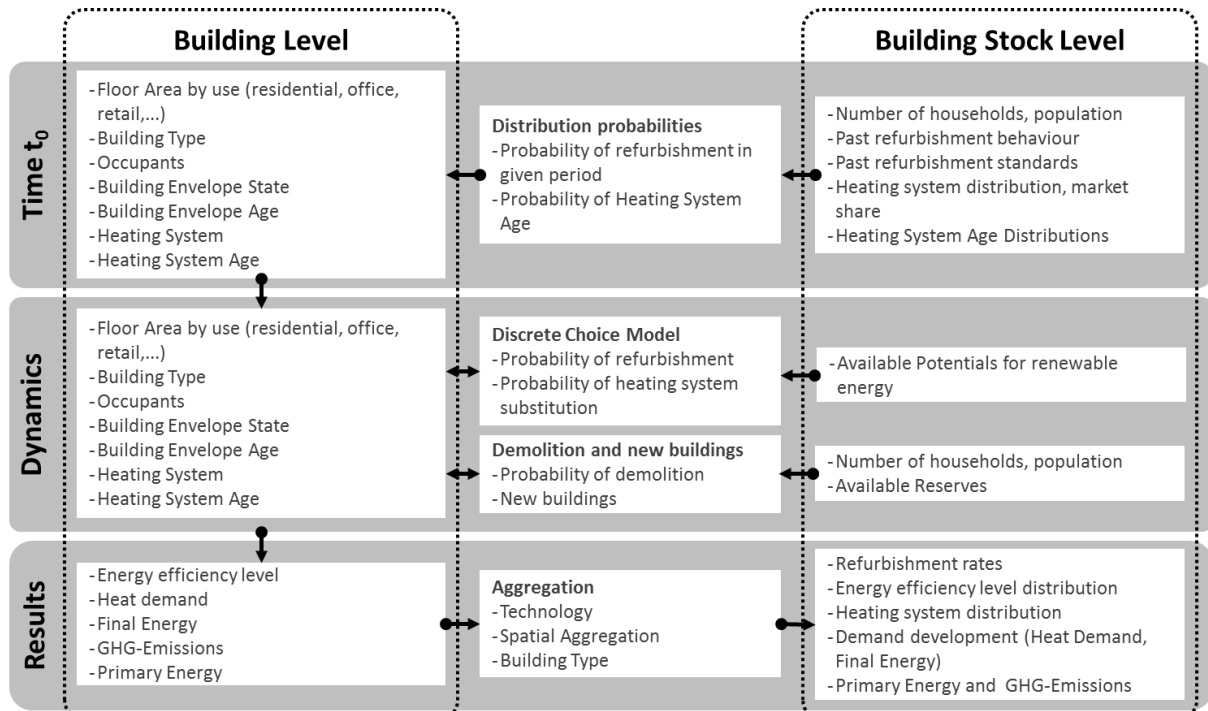 Building Level
Building Stock Level
Time t0
-Floor Area by use (residential, office,
retail,...)
-Building Type
-Occupants
-Building Envelope State
-Building Envelope Age
-Heating System
-Heating System Age
Distribution probabilities
-Probability of refurbishment in
given period
-Probability of Heating System
Age
-Number of households, population
-Past refurbishment behaviour
-Past refurbishment standards
-Heating system distribution, market
share
-Heating System Age Distributions
Dynamics
-Floor Area by use (residential, office,
retail,...)
-Building Type
-Occupants
-Building Envelope State
-Building Envelope Age
-Heating System
-Heating System Age
Discrete Choice Model
-Probability of refurbishment
-Probability of heating system
substitution
-Available Potentials for renewable
energy
Demolition and new buildings
-Probability of demolition
-New buildings
-Number of households, population
-Available Reserves
Results
-Energy efficiency level
-Heat demand
-Final Energy
-GHG-Emissions
-Primary Energy
Aggregation
-Technology
-Spatial Aggregation
-Building Type
-Refurbishment rates
-Energy efficiency level distribution
-Heating system distribution
-Demand development (Heat Demand,
Final Energy)
-Primary Energy and GHG-Emissions